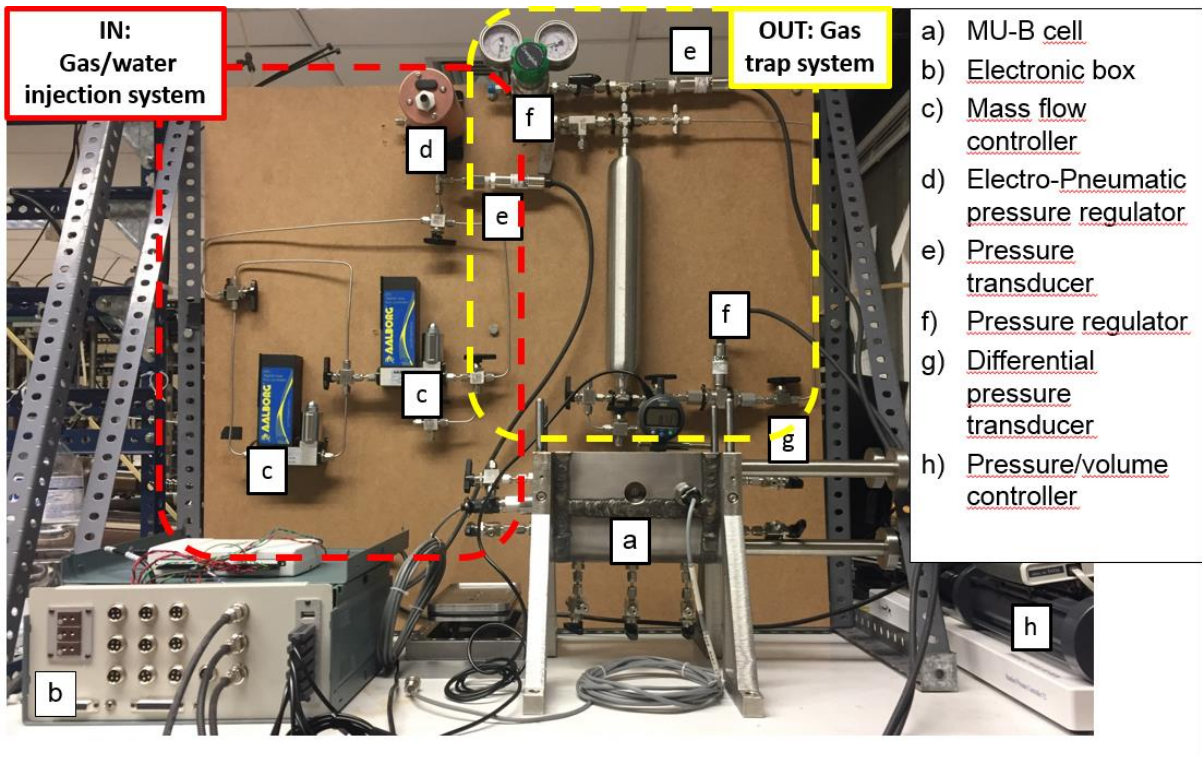 IN:
Gas/water
injection system
OUT: Gas
trap system
a) MU-B cell
b) Electronic box
c) Mass flow
controller
d) Electro-Pneumatic
pressure regulator
e) Pressure
transducer
f) Pressure regulator
g) Differential
pressure
transducer
h) Pressure/volume
controller
e
f
d
e
f
AALBORG
c
AALBORG
c
g
a
h
b